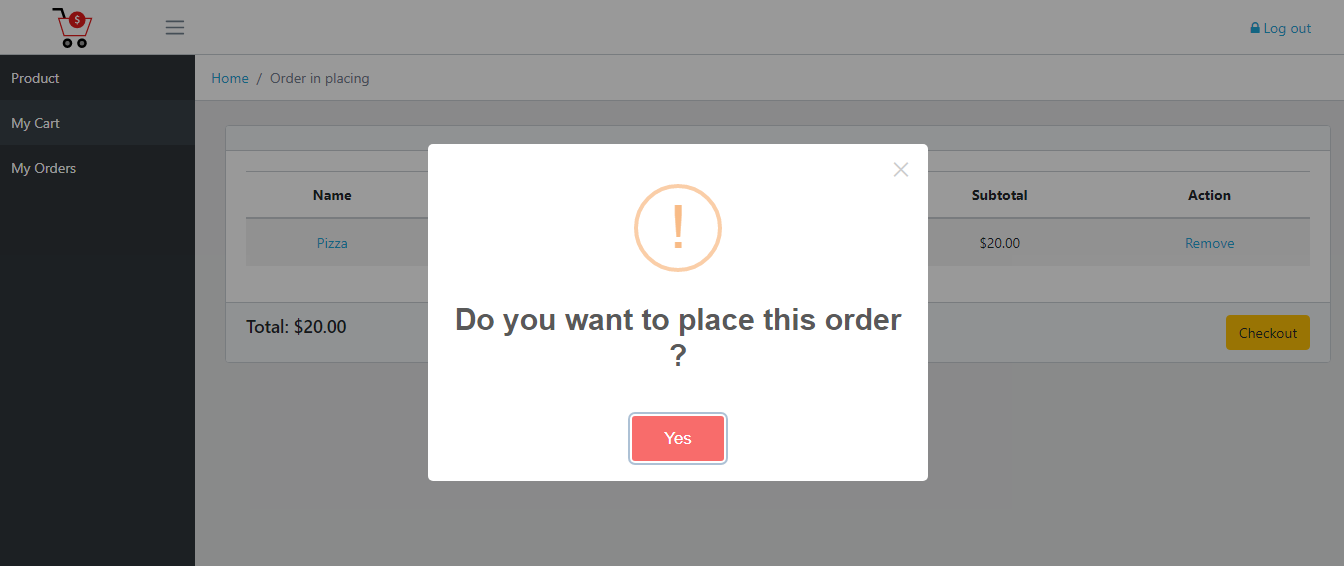 $
Log out
Product
My Cart
My Orders
Home / Order in placing
Name Subtotal Action
Pizza $20.00 Remove
Total: $20.00
Checkout
!
Do you want to place this order
?
Yes